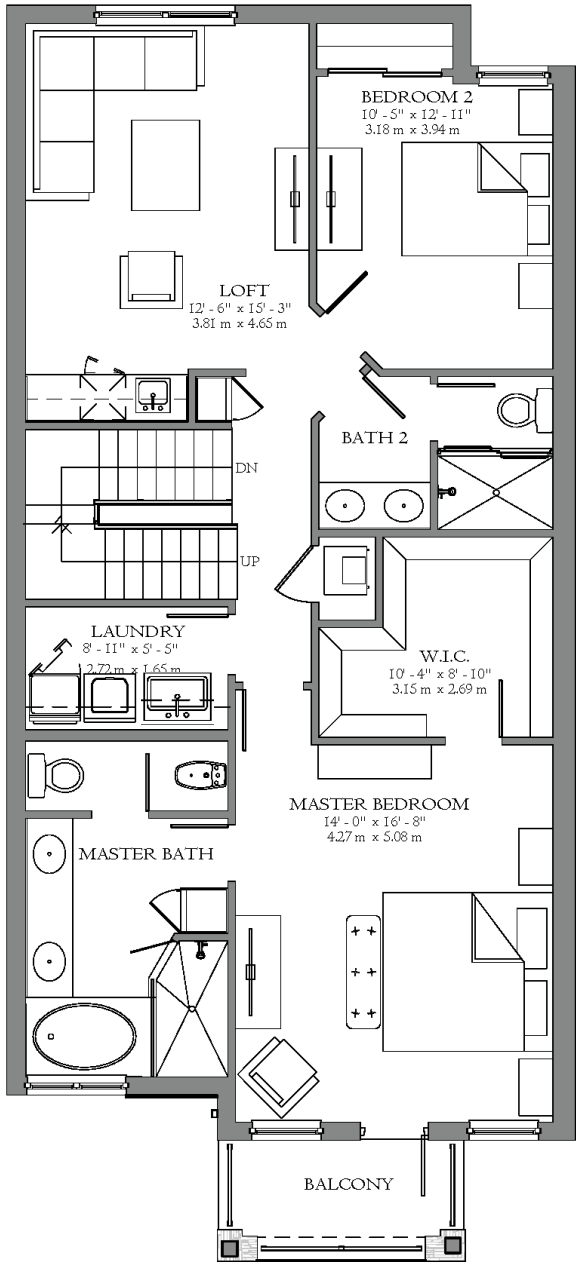 BEDROOM 2
10' - 5" x 12' - 11"
3.18 m x 3.94 m
LOFT
12' - 6" x 15' - 3"
3.81 m x 4.65 m
BATH 2
DN
UP
LAUNDRY
8' - 11" x 5' - 5"
2.72 m x 1.65 m
W.I.C.
10' - 4" x 8' - 10"
3.15 m x 2.69 m
MASTER BEDROOM
14' - 0" x 16' - 8"
4.27 m x 5.08 m
MASTER BATH
BALCONY